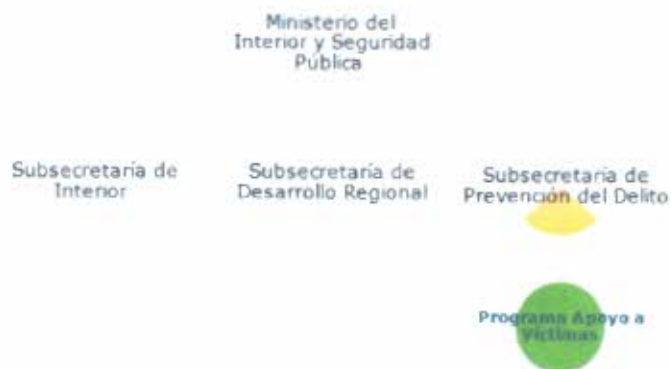 Ministerio del
Interior y Seguridad
Pública
Subsecretaría de
Interior
Subsecretaría de
Desarrollo Regional
Subsecretaría de
Prevención del Delito
Programa Apoyo a
Víctimas